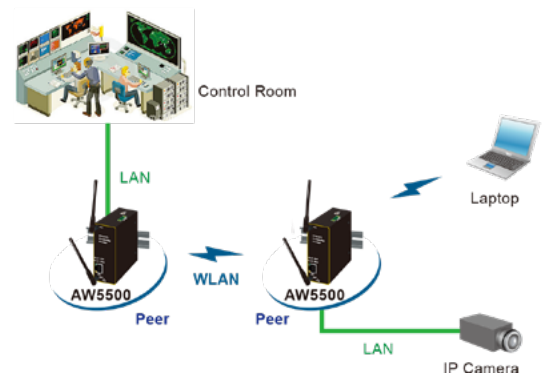 Control Room
LAN
Laptop
WLAN
AW5500
AW5500
Peer
Peer
LAN
IP Camera